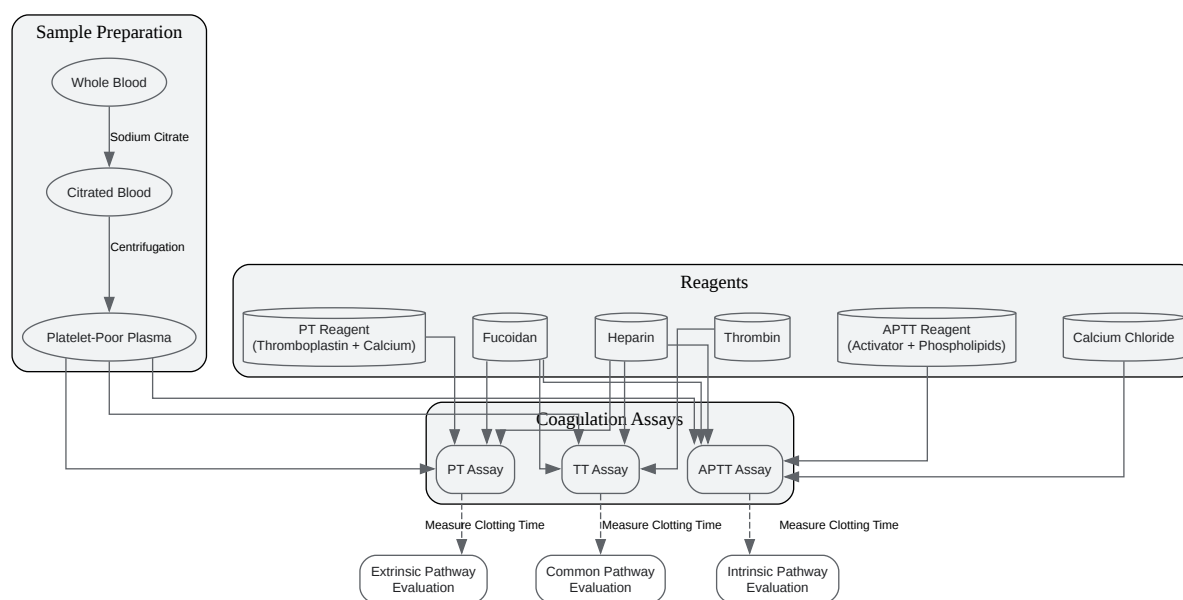 Sample Preparation
Whole Blood
Sodium Citrate
Citrated Blood
Centrifugation
Platelet-Poor Plasma
Reagents
PT Reagent
(Thromboplastin + Calcium)
Fucoidan
Heparin
Thrombin
APTT Reagent
(Activator + Phospholipids)
Calcium Chloride
Coagulation Assays
PT Assay
TT Assay
APTT Assay
Measure Clotting Time
Measure Clotting Time
Measure Clotting Time
Extrinsic Pathway
Evaluation
Common Pathway
Evaluation
Intrinsic Pathway
Evaluation